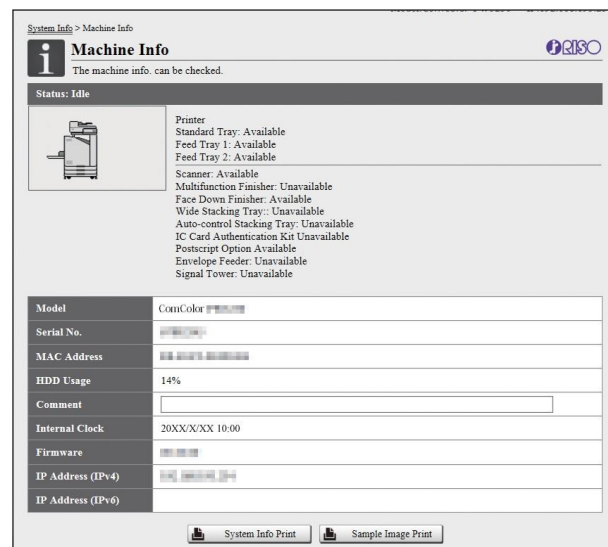 System Info > Machine Info
Machine Info
RISO
The machine info. can be checked.
Status: Idle
Printer
Standard Tray: Available
Feed Tray 1: Available
Feed Tray 2: Available
Scanner: Available
Multifunction Finisher: Unavailable
Face Down Finisher: Available
Wide Stacking Tray:: Unavailable
Auto-control Stacking Tray: Unavailable
IC Card Authentication Kit Unavailable
Postscript Option Available
Envelope Feeder: Unavailable
Signal Tower: Unavailable
Model ComColor
Serial No.
MAC Address
HDD Usage 14%
Comment
Internal Clock 20XX/X/XX 10:00
Firmware
IP Address (IPv4)
IP Address (IPv6)
System Info Print Sample Image Print